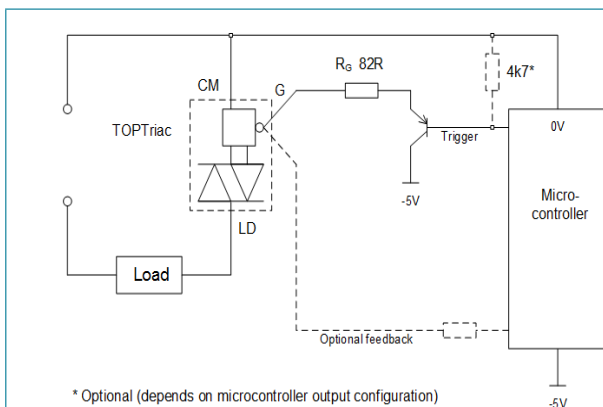 R_G 82R
4k7*
CM
G
TOPTriac
Trigger
0V
-5V
Micro-
controller
LD
Load
Optional feedback
-5V
* Optional (depends on microcontroller output configuration)